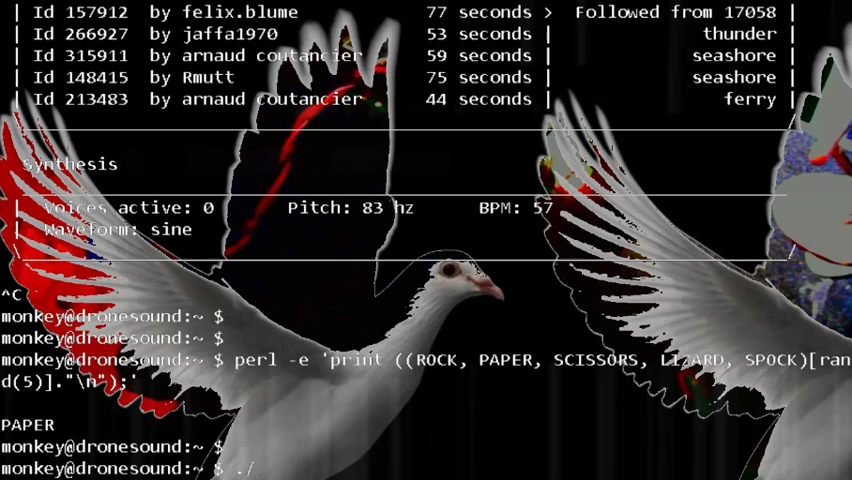 | Id 157912 by felix.blume 77 seconds > Followed from 17058 |
| Id 266927 by jaffa1970 53 seconds | thunder |
| Id 315911 by arnaud coutancier 59 seconds | seashore |
| Id 148415 by Rmutt 75 seconds | seashore |
| Id 213483 by arnaud coutancier 44 seconds | ferry |
Synthesis
| Voices active: 0 Pitch: 83 hz BPM: 57
| Waveform: sine
^C
monkey@dronesound:~ $
monkey@dronesound:~ $
monkey@dronesound:~ $ perl -e 'print ((ROCK, PAPER, SCISSORS, LIZARD, SPOCK)[ran
d(5)]."\n");'
PAPER
monkey@dronesound:~ $
monkey@dronesound:~ $ ./